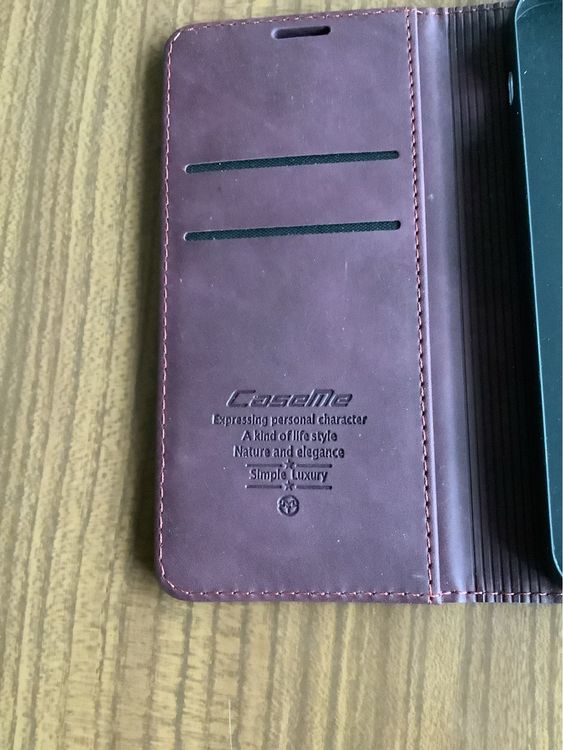 CaseMe
Expressing personal character
A kind of life style
Nature and elegance
Simple Luxury